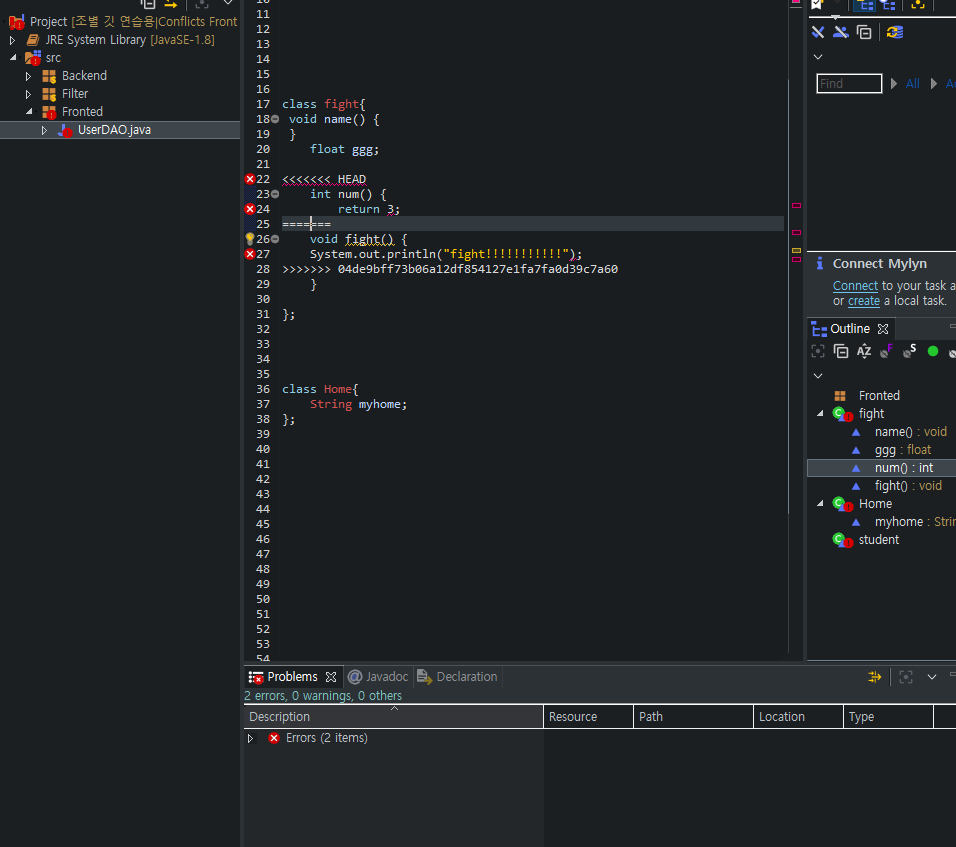 Project [조별 깃 연습용|Conflicts Front
JRE System Library [JavaSE-1.8]
src
Backend
Filter
Fronted
UserDAO.java
11
12
13
14
15
16
17 class fight{
18 void name() {
19 }
20 float ggg;
21
22 <<<<<<< HEAD
23 int num() {
24 return 3;
25 =======
26 void fight() {
27 System.out.println("fight!!!!!!!!!!!");
28 >>>>>>> 04de9bff73b06a12df854127e1fa7fa0d39c7a60
29 }
30
31 };
32
33
34
35
36 class Home{
37 String myhome;
38 };
39
40
41
42
43
44
45
46
47
48
49
50
51
52
53
54
Find
All
Connect Mylyn
Connect to your task a
or create a local task.
Outline
Fronted
fight
name() : void
ggg : float
num() : int
fight() : void
Home
myhome : Strin
student
Problems Javadoc Declaration
2 errors, 0 warnings, 0 others
Description Resource Path Location Type
Errors (2 items)